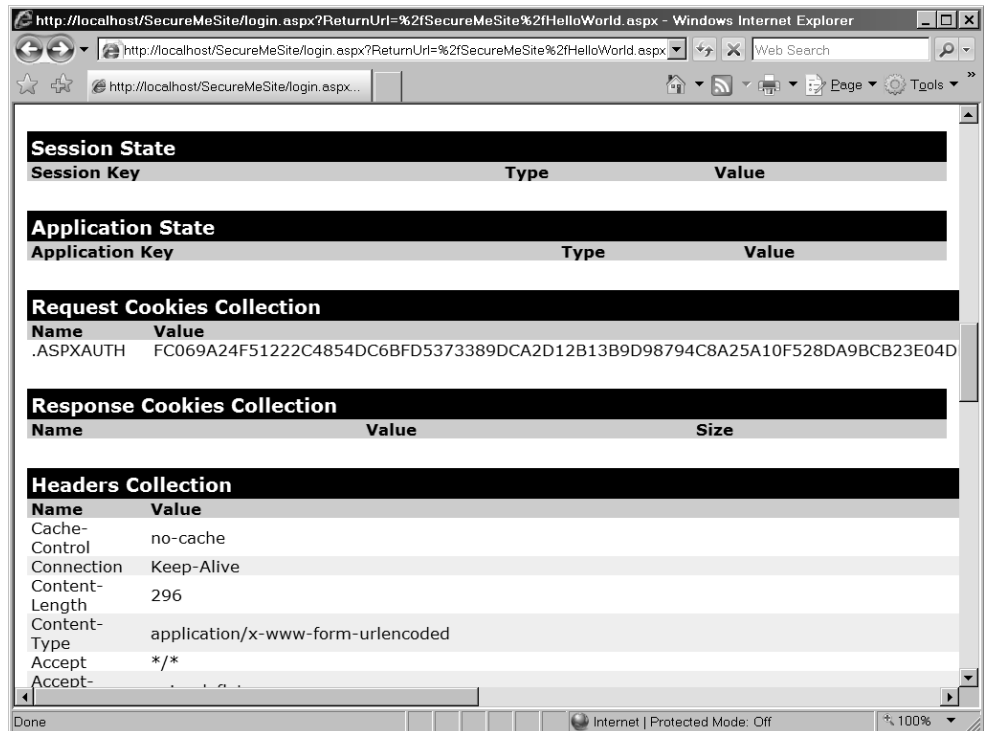 http://localhost/SecureMeSite/login.aspx?ReturnUrl=%2fSecureMeSite%2fHelloWorld.aspx - Windows Internet Explorer
http://localhost/SecureMeSite/login.aspx?ReturnUrl=%2fSecureMeSite%2fHelloWorld.aspx Web Search
http://localhost/SecureMeSite/login.aspx... Page Tools »
Session State
Session Key Type Value
Application State
Application Key Type Value
Request Cookies Collection
Name Value
.ASPXAUTH FC069A24F51222C4854DC6BFD5373389DCA2D12B13B9D98794C8A25A10F528DA9BCB23E04D
Response Cookies Collection
Name Value Size
Headers Collection
Name Value
Cache-
Control no-cache
Connection Keep-Alive
Content-
Length 296
Content-
Type application/x-www-form-urlencoded
Accept */*
Accept-
Done Internet | Protected Mode: Off 100%